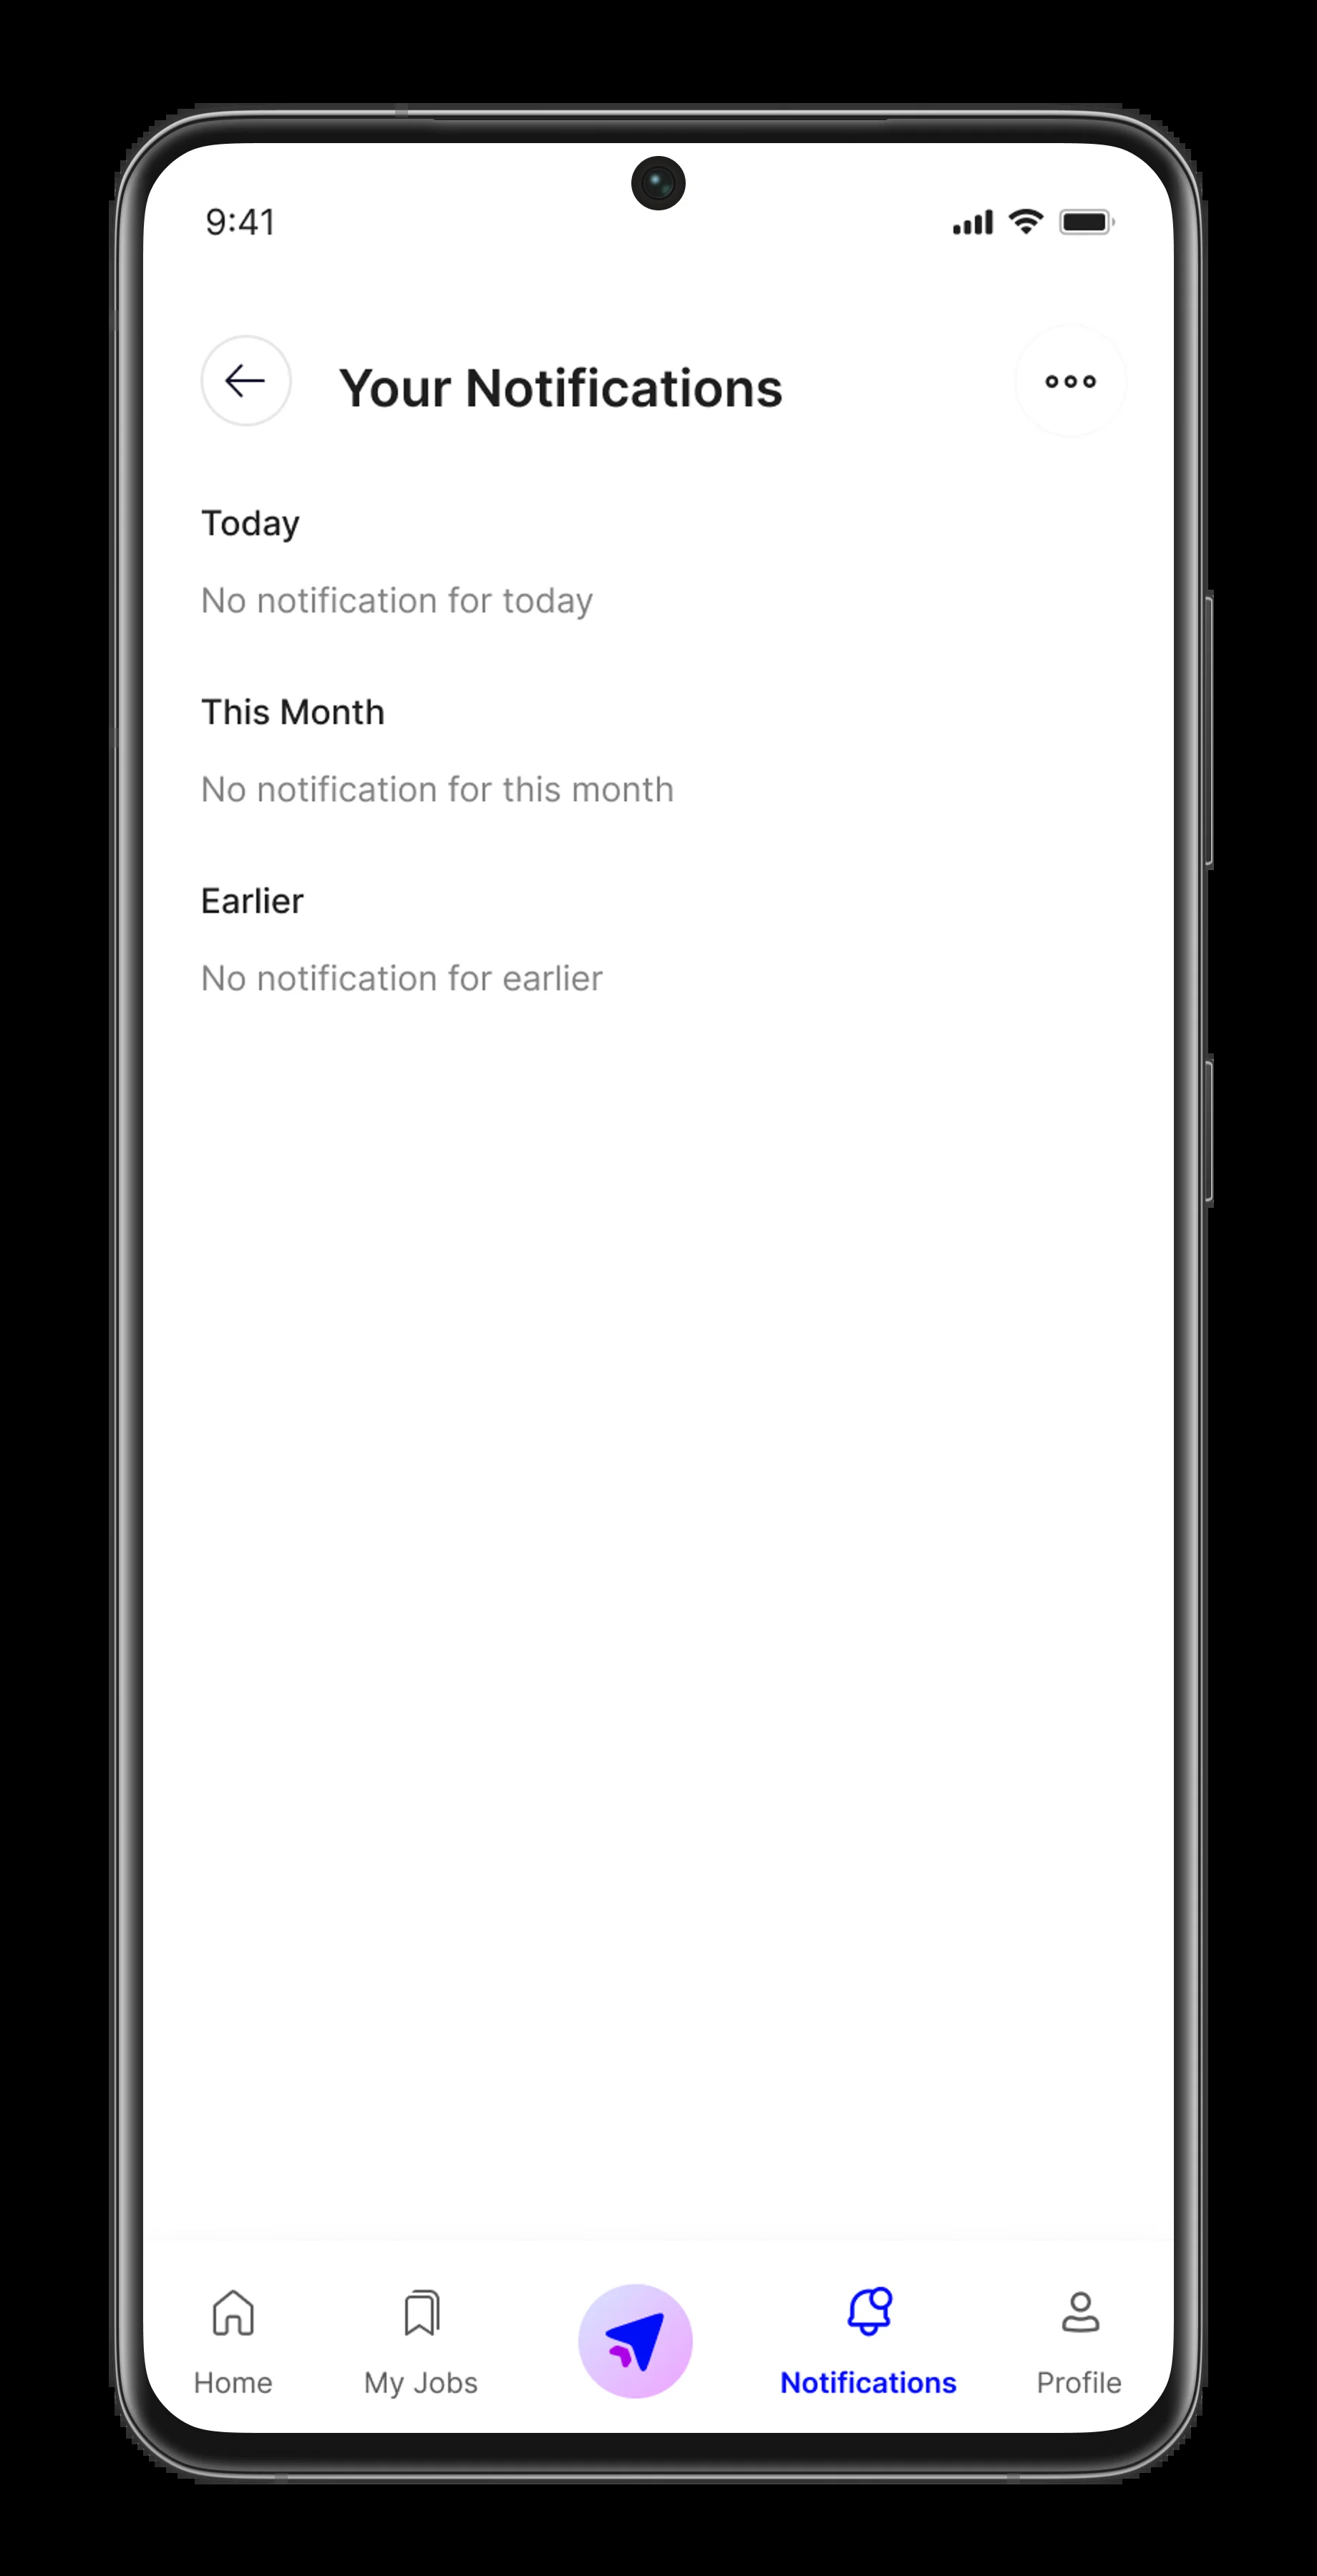 9:41
Your Notifications
Today
No notification for today
This Month
No notification for this month
Earlier
No notification for earlier
Home
My Jobs
Notifications
Profile